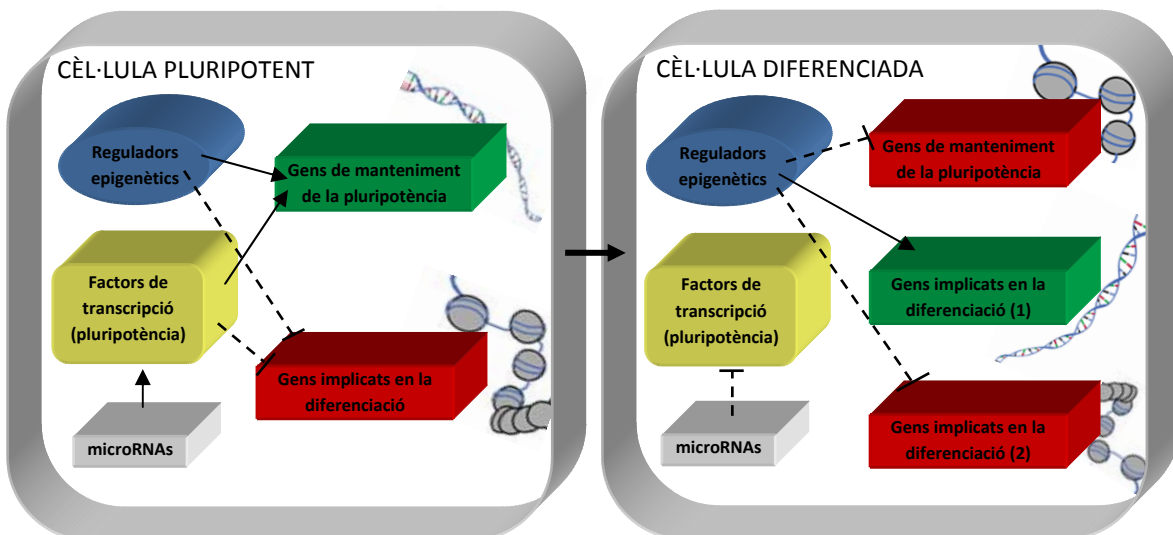 CÈL·LULA PLURIPOTENT
Reguladors
epigenètics
Gens de manteniment
de la pluripotència
Factors de
transcripció
(pluripotència)
Gens implicats en la
diferenciació
microRNAs
CÈL·LULA DIFERENCIADA
Reguladors
epigenètics
Gens de manteniment
de la pluripotència
Factors de
transcripció
(pluripotència)
Gens implicats en la
diferenciació (1)
Gens implicats en la
diferenciació (2)
microRNAs